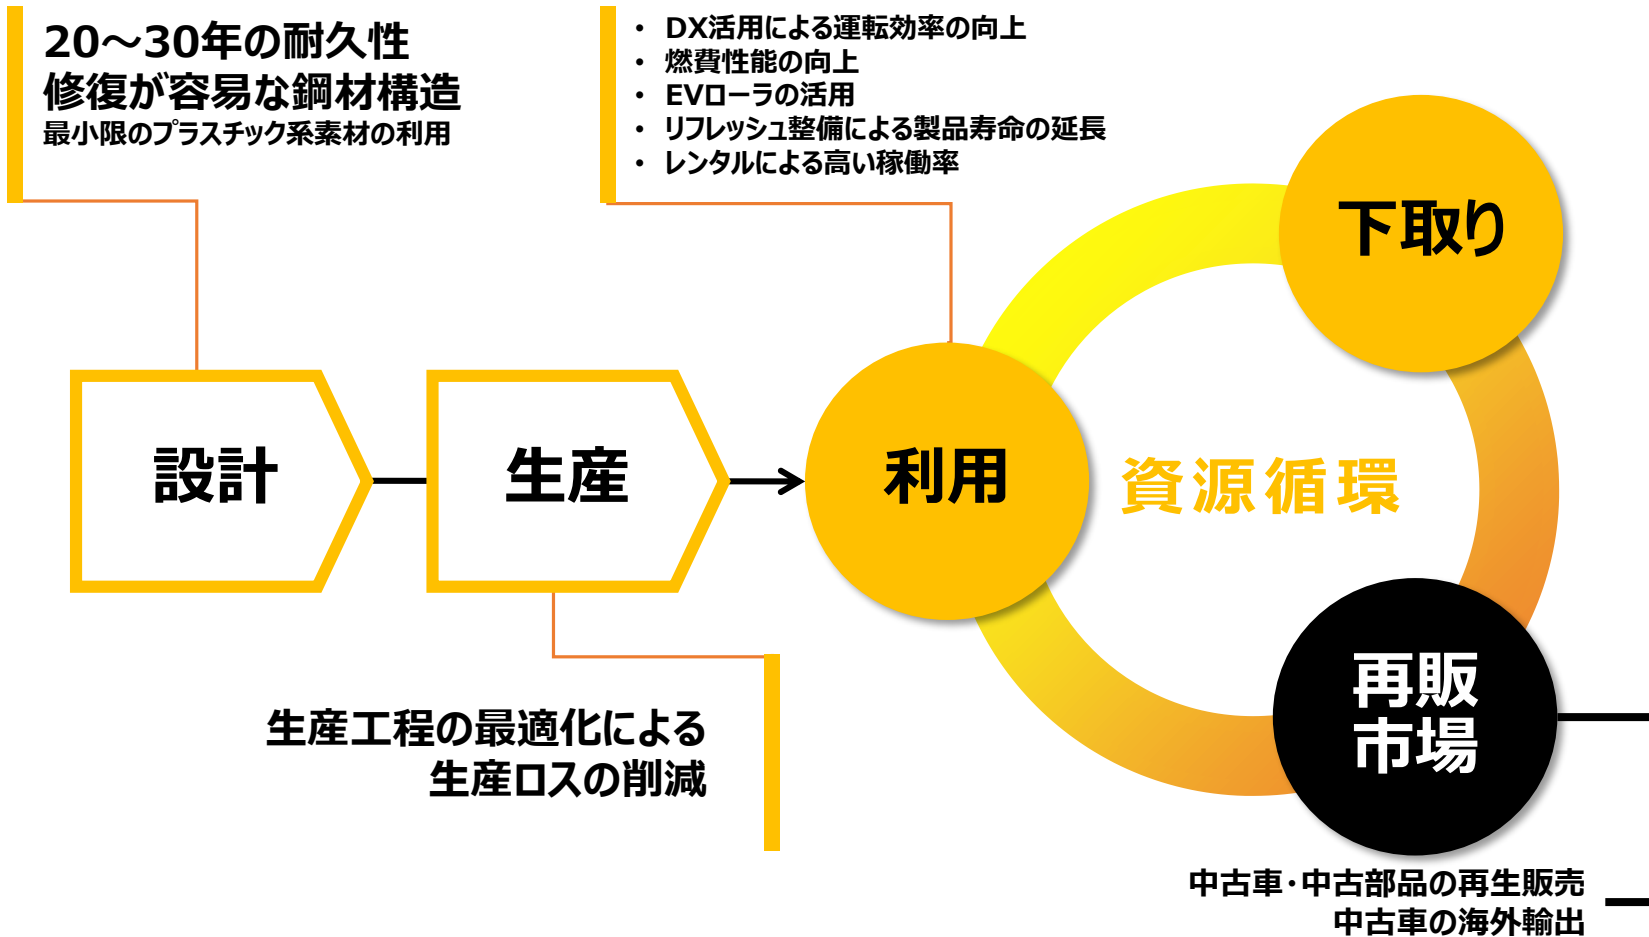 20～30年の耐久性
修復が容易な鋼材構造
最小限のプラスチック系素材の利用
• DX活用による運転効率の向上
• 燃費性能の向上
• EVローラの活用
• リフレッシュ整備による製品寿命の延長
• レンタルによる高い稼働率
下取り
設計
生産
利用
資源循環
再販
市場
生産工程の最適化による
生産ロスの削減
中古車・中古部品の再生販売
中古車の海外輸出